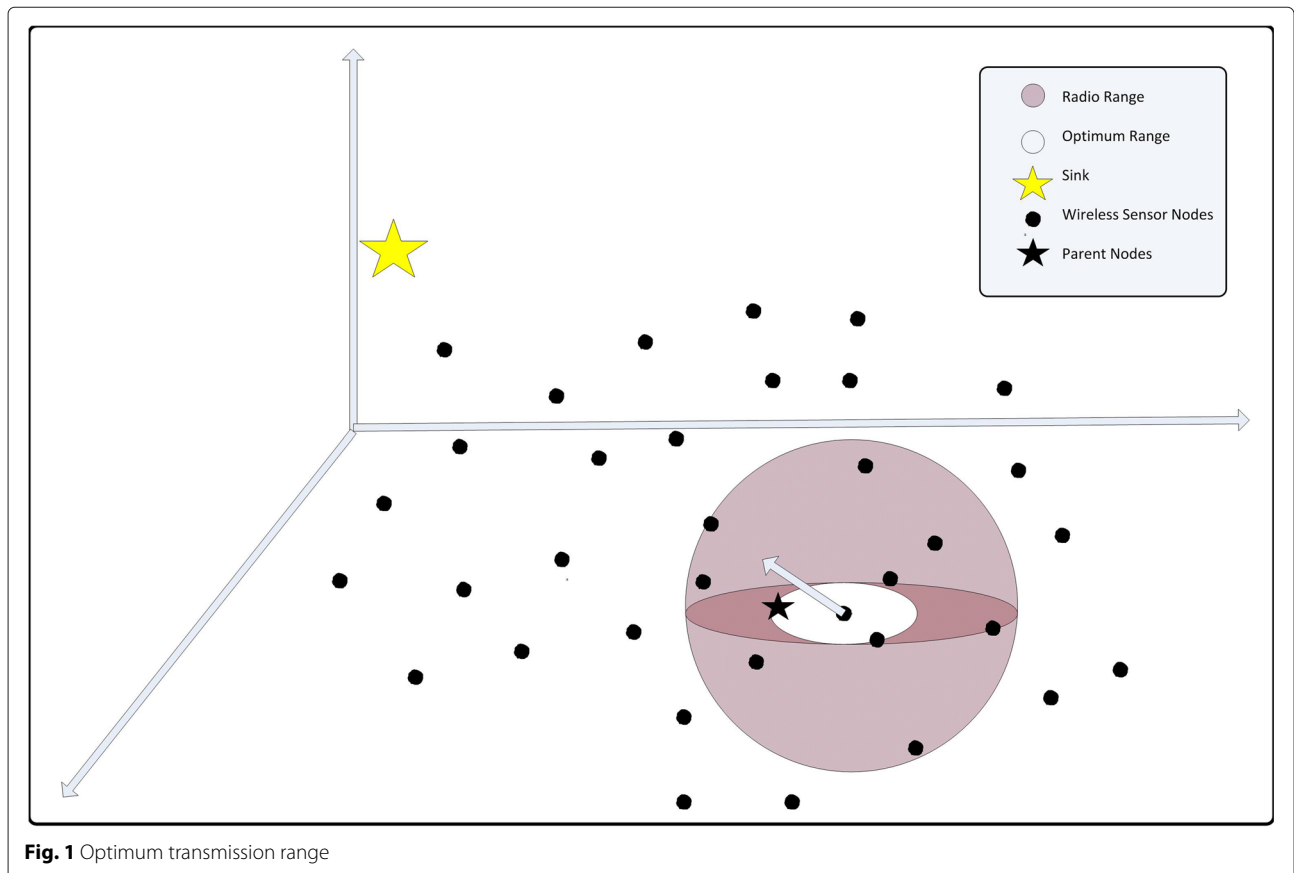 Radio Range
Optimum Range
Sink
Wireless Sensor Nodes
Parent Nodes
Fig. 1 Optimum transmission range